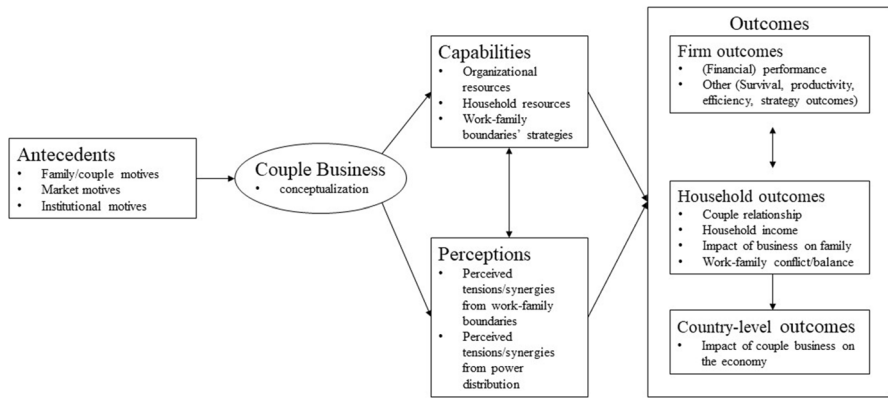 Antecedents
• Family/couple motives
• Market motives
• Institutional motives
Couple Business
• conceptualization
Capabilities
• Organizational
resources
• Household resources
• Work-family
boundaries’ strategies
Perceptions
• Perceived
tensions/synergies
from work-family
boundaries
• Perceived
tensions/synergies
from power
distribution
Outcomes
Firm outcomes
• (Financial) performance
• Other (Survival, productivity,
efficiency, strategy outcomes)
Household outcomes
• Couple relationship
• Household income
• Impact of business on family
• Work-family conflict/balance
Country-level outcomes
• Impact of couple business on
the economy